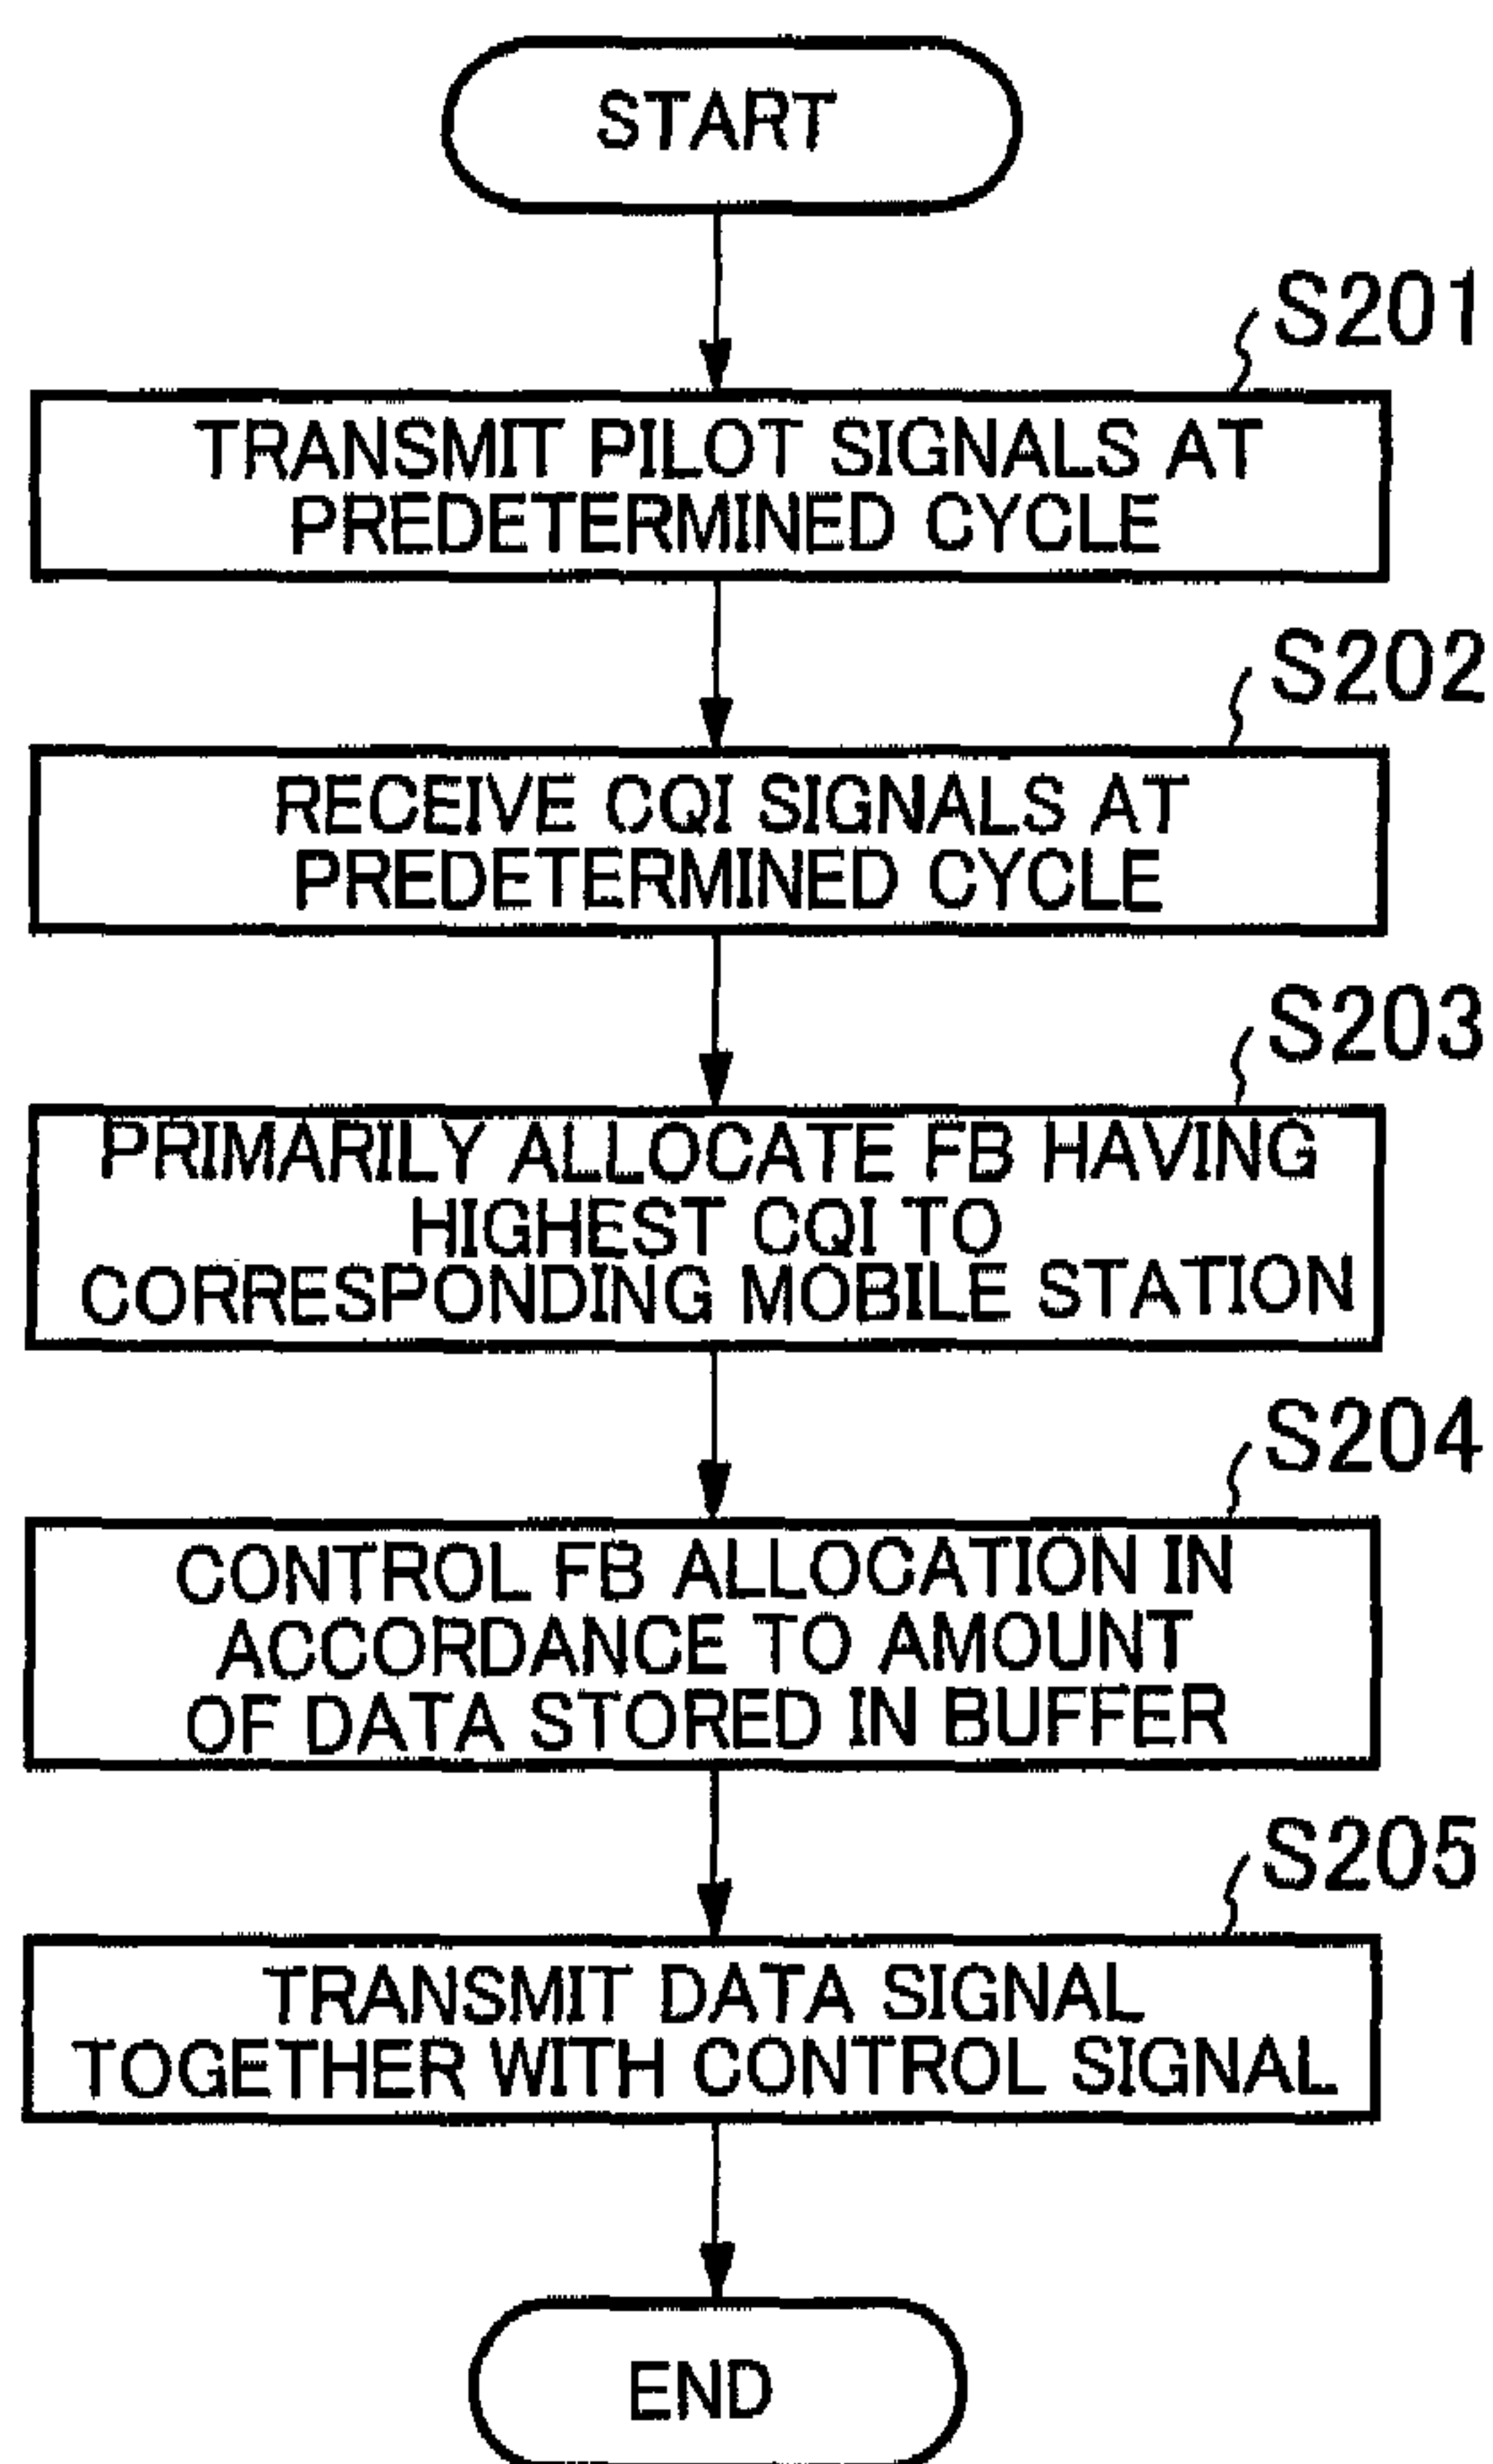 START
S201
TRANSMIT PILOT SIGNALS AT
PREDETERMINED CYCLE
S202
RECEIVE CQI SIGNALS AT
PREDETERMINED CYCLE
S203
PRIMARILY ALLOCATE FB HAVING
HIGHEST CQI TO
CORRESPONDING MOBILE STATION
S204
CONTROL FB ALLOCATION IN
ACCORDANCE TO AMOUNT
OF DATA STORED IN BUFFER
S205
TRANSMIT DATA SIGNAL
TOGETHER WITH CONTROL SIGNAL
END